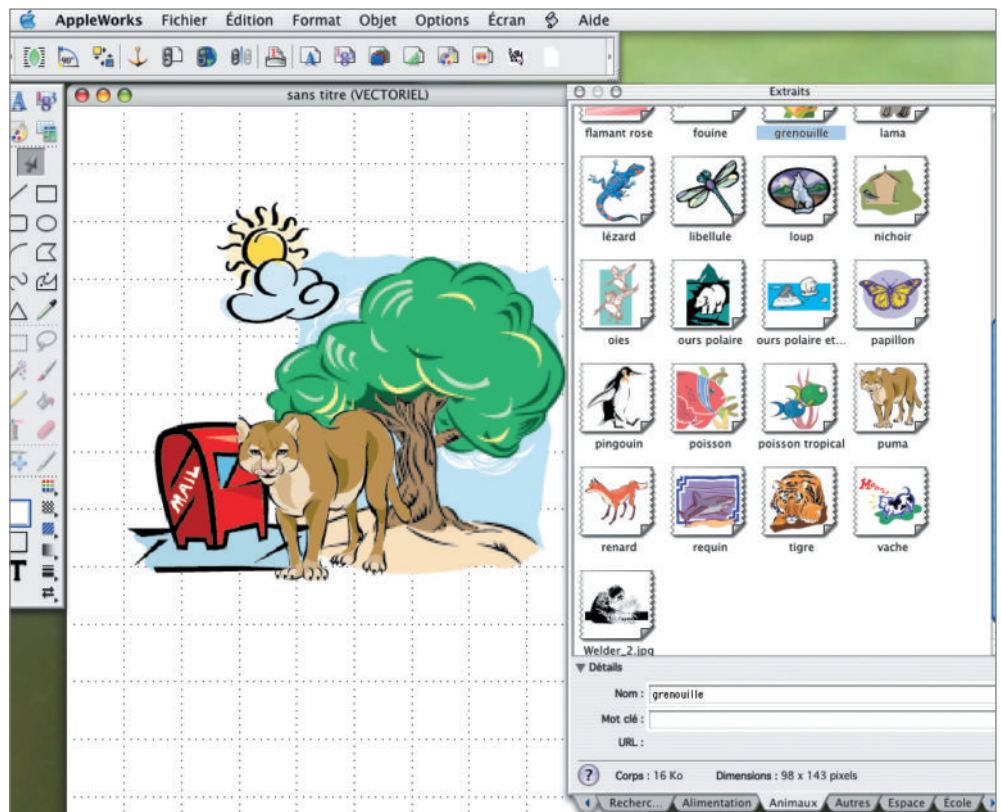 AppleWorks Fichier Édition Format Objet Options Écran Aide
90°
sans titre (VECTORIEL)
Extraits
flamant rose fouine grenouille lama
lézard libellule loup nichoir
oies ours polaire ours polaire et... papillon
MAIL
pingouin poisson poisson tropical puma
renard requin tigre vache
Welder_2.jpg
Détails
Nom : grenouille
Mot clé :
URL :
? Corps : 16 Ko Dimensions : 98 x 143 pixels
Recherc... Alimentation Animaux Autres Espace École